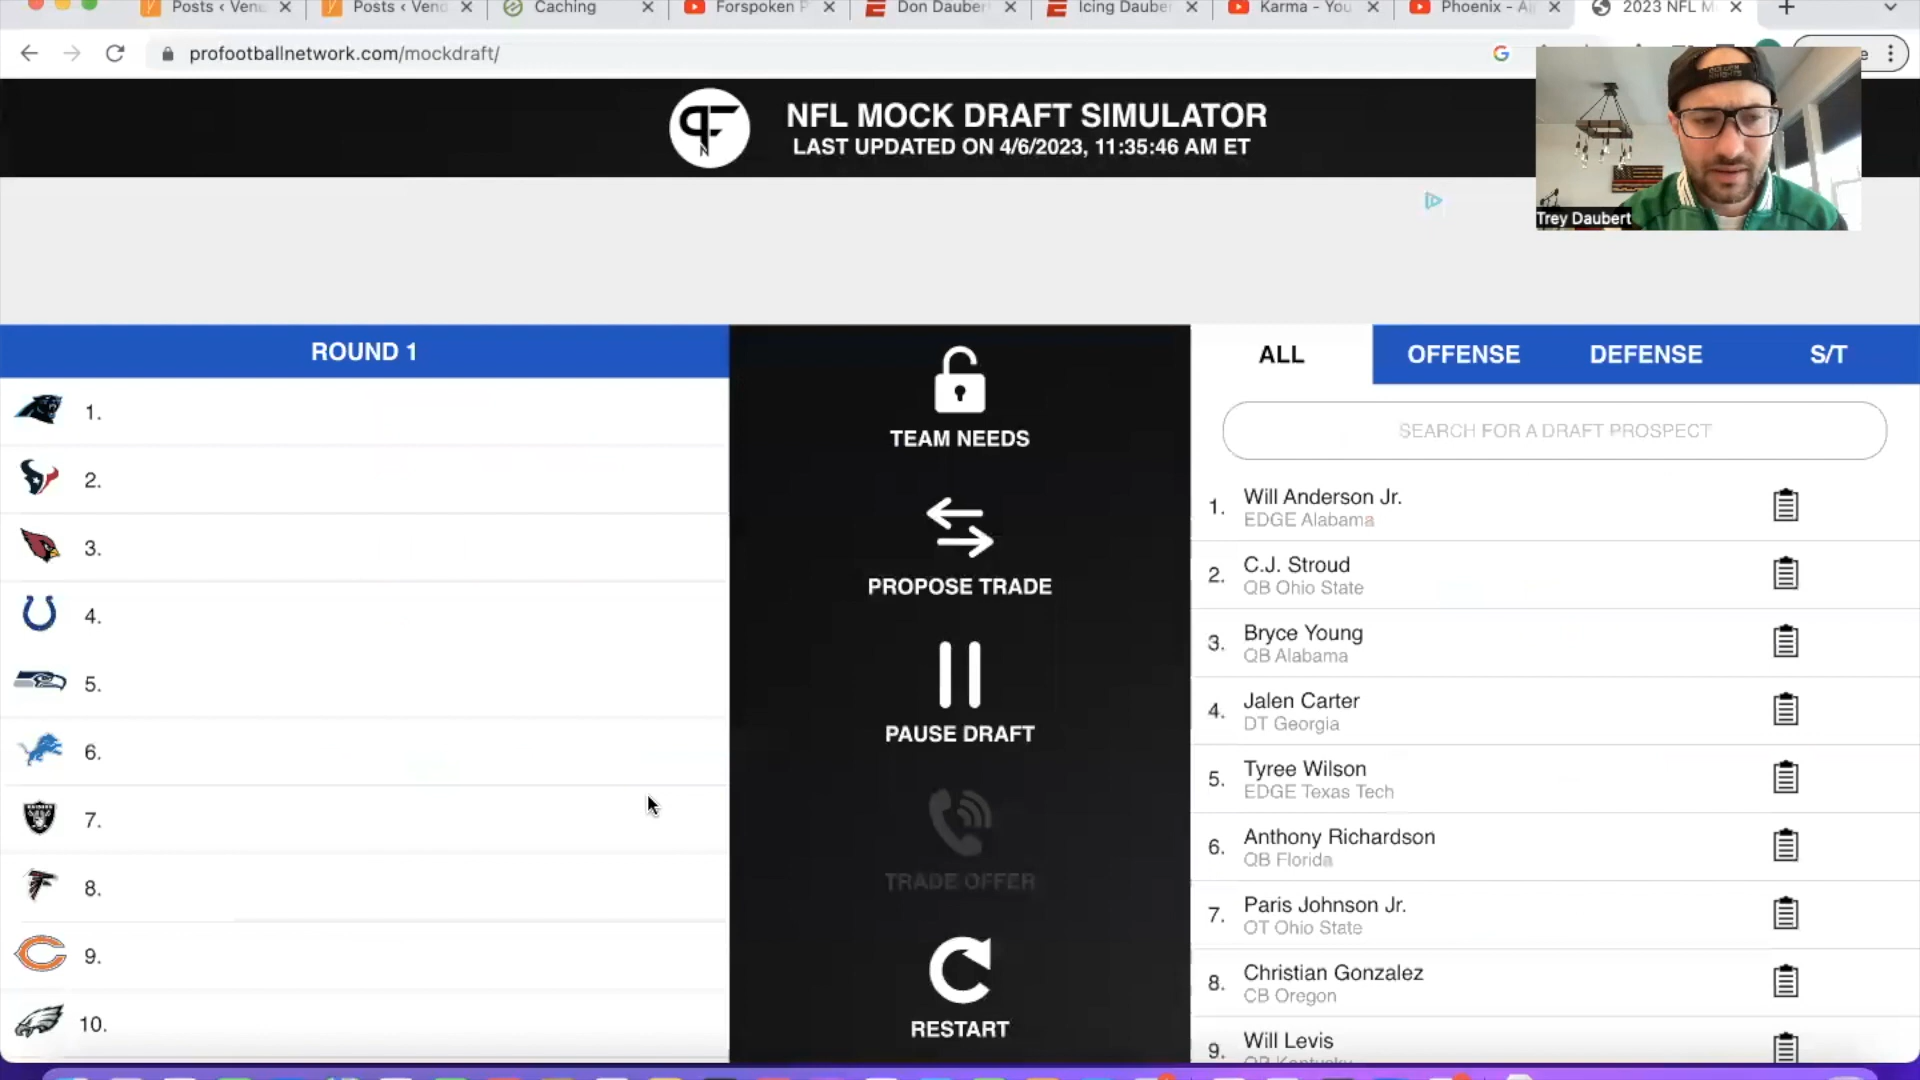 Posts ‹ Ven
Posts ‹ Ven
Caching
Forspoken P
Don Dauber
Icing Daube
Karma - You
Phoenix - A
2023 NFL M
profootballnetwork.com/mockdraft/
NFL MOCK DRAFT SIMULATOR
LAST UPDATED ON 4/6/2023, 11:35:46 AM ET
Trey Daubert
ROUND 1
1.
2.
3.
4.
5.
6.
7.
8.
9.
10.
TEAM NEEDS
PROPOSE TRADE
PAUSE DRAFT
TRADE OFFER
RESTART
ALL OFFENSE DEFENSE S/T
SEARCH FOR A DRAFT PROSPECT
1. Will Anderson Jr.
EDGE Alabama
2. C.J. Stroud
QB Ohio State
3. Bryce Young
QB Alabama
4. Jalen Carter
DT Georgia
5. Tyree Wilson
EDGE Texas Tech
6. Anthony Richardson
QB Florida
7. Paris Johnson Jr.
OT Ohio State
8. Christian Gonzalez
CB Oregon
9. Will Levis
QB Kentucky